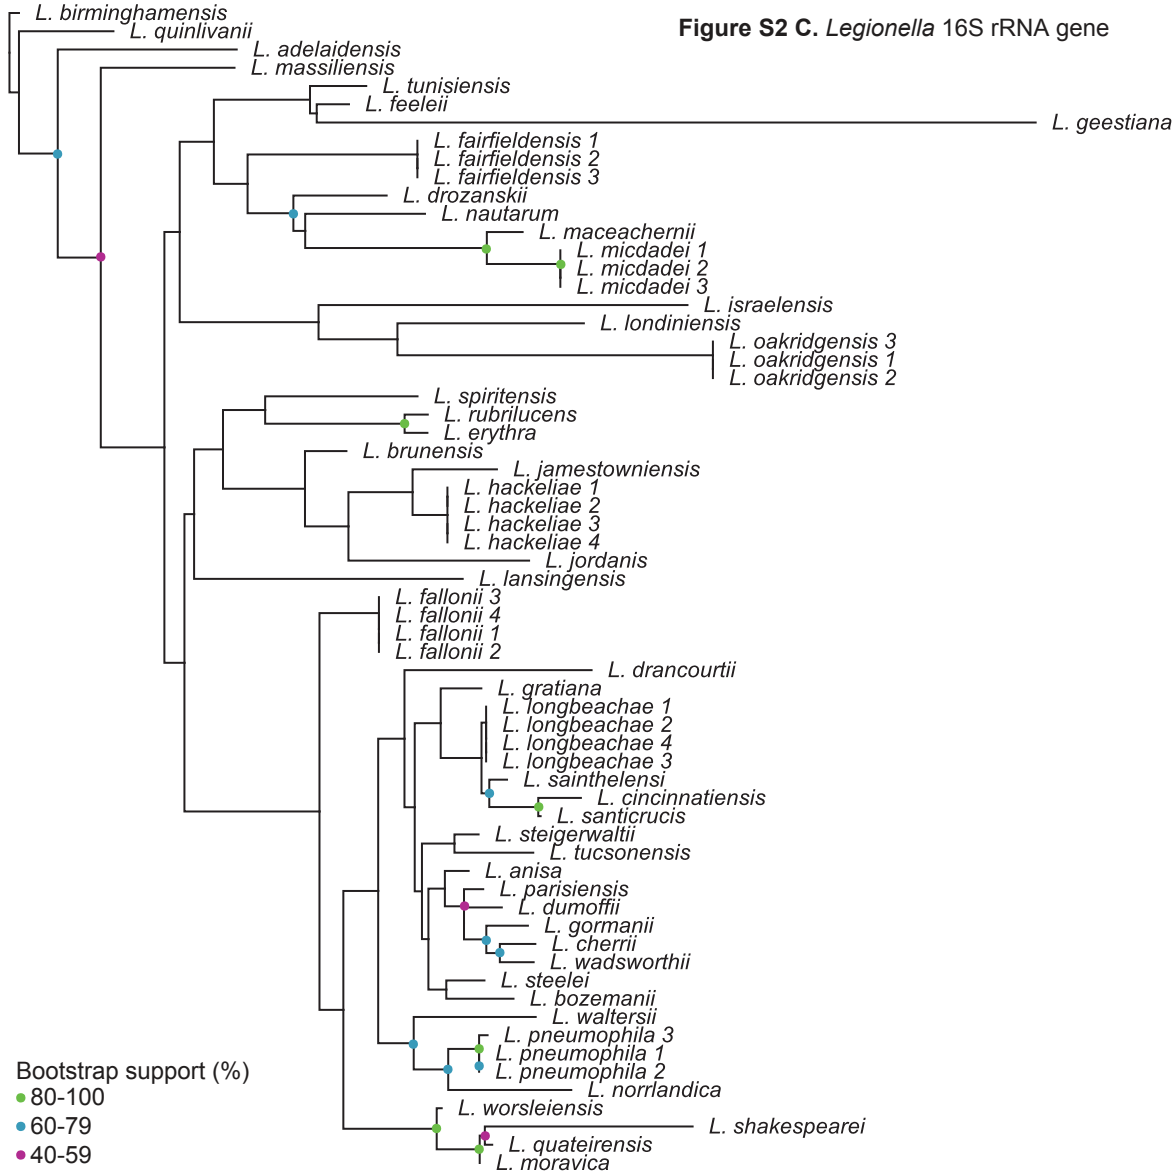 L. birminghamensis
Figure S2 C. Legionella 16S rRNA gene
L. quinlivanii
L. adelaidensis
L. massiliensis
L. tunisiensis
L. feeleii
L. geestiana
L. fairfieldensis 1
L. fairfieldensis 2
L. fairfieldensis 3
L. drozanskii
L. nautarum
L. maceachernii
L. micdadei 1
L. micdadei 2
L. micdadei 3
L. israelensis
L. londiniensis
L. oakridgensis 3
L. oakridgensis 1
L. oakridgensis 2
L. spiritensis
L. rubrilucens
L. erythra
L. brunensis
L. jamestowniensis
L. hackeliae 1
L. hackeliae 2
L. hackeliae 3
L. hackeliae 4
L. jordanis
L. lansingensis
L. fallonii 3
L. fallonii 4
L. fallonii 1
L. fallonii 2
L. drancourtii
L. gratiana
L. longbeachae 1
L. longbeachae 2
L. longbeachae 4
L. longbeachae 3
L. sainthelensi
L. cincinnatiensis
L. santicrucis
L. steigerwaltii
L. tucsonensis
L. anisa
L. parisiensis
L. dumoffii
L. gormanii
L. cherrii
L. wadsworthii
L. steelei
L. bozemanii
L. waltersii
L. pneumophila 3
L. pneumophila 1
L. pneumophila 2
L. norrlandica
L. worsleiensis
L. shakespearei
L. quateirensis
L. moravica
Bootstrap support (%)
80-100
60-79
40-59